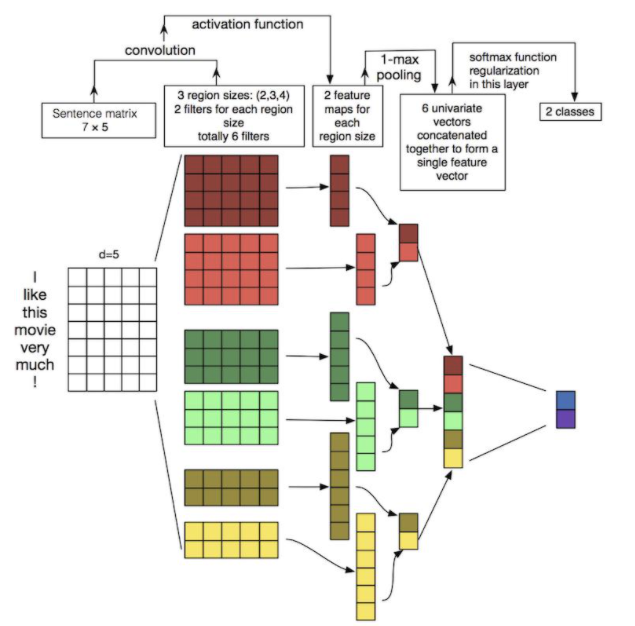 activation function
convolution
1-max
pooling
softmax function
regularization
in this layer
Sentence matrix
7 × 5
3 region sizes: (2,3,4)
2 filters for each region
size
totally 6 filters
2 feature
maps for
each
region size
6 univariate
vectors
concatenated
together to form a
single feature
vector
2 classes
d=5
I
like
this
movie
very
much
!